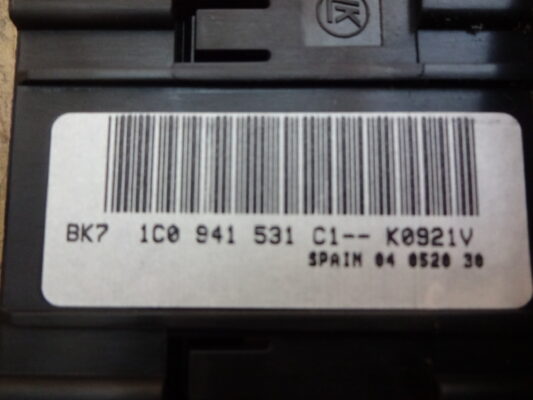 BK7 1C0 941 531 C1-- K0921V
SPAIN 04 0520 30